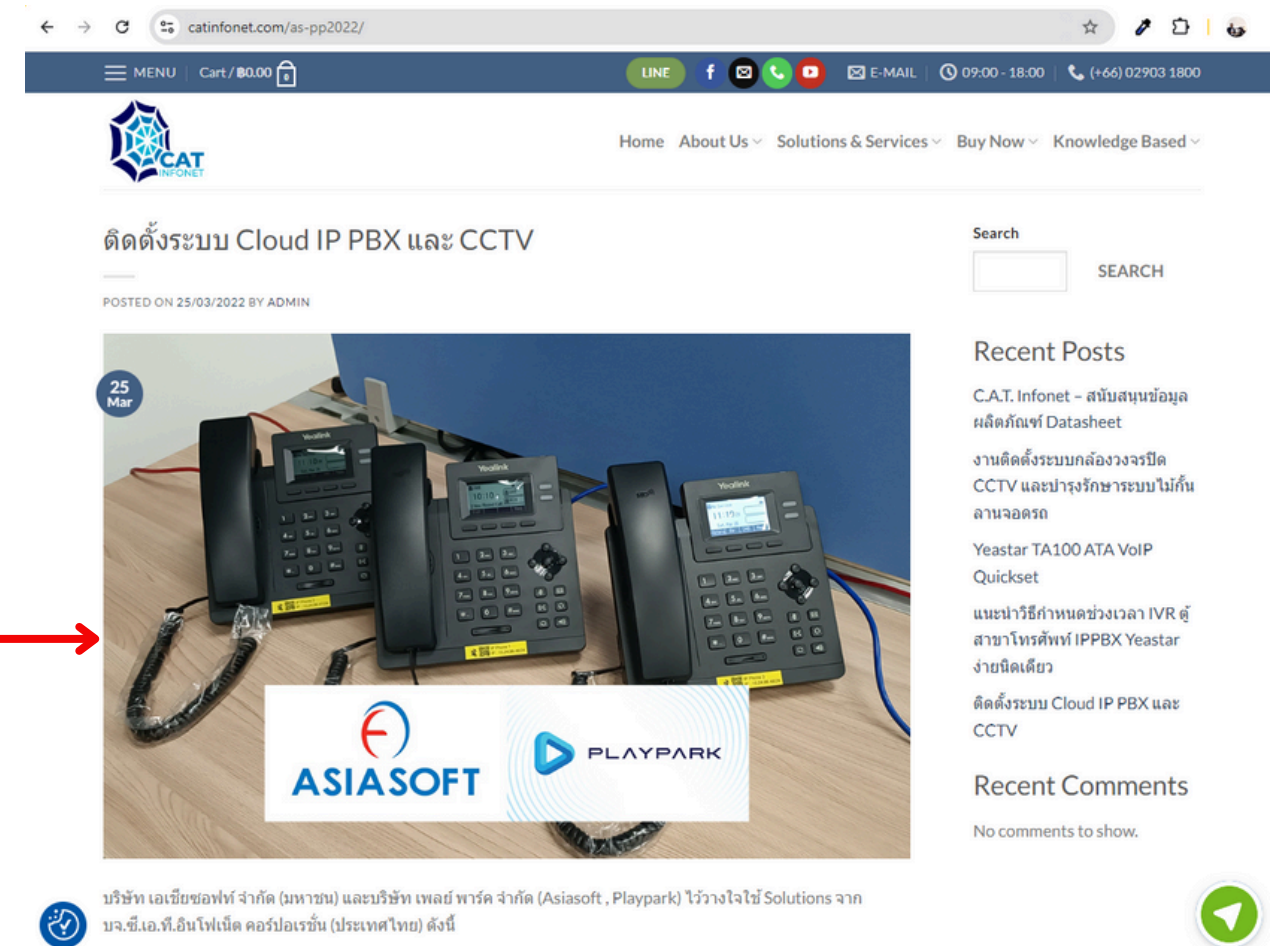 catinfonet.com/as-pp2022/
MENU Cart / ฿0.00 0 LINE E-MAIL 09:00 - 18:00 (+66) 02903 1800
CAT
INFONET
Home About Us Solutions & Services Buy Now Knowledge Based
ติดตั้งระบบ Cloud IP PBX และ CCTV
POSTED ON 25/03/2022 BY ADMIN
25
Mar
Yealink
Yealink
Yealink
10:10
ASIASOFT
PLAYPARK
บริษัท เอเชียซอฟท์ จำกัด (มหาชน) และบริษัท เพลย์ พาร์ค จำกัด (Asiasoft , Playpark) ไว้วางใจใช้ Solutions จาก
บจ.ซี.เอ.ที.อินโฟเน็ต คอร์ปอเรชั่น (ประเทศไทย) ดังนี้
Search
SEARCH
Recent Posts
C.A.T. Infonet – สนับสนุนข้อมูล
ผลิตภัณฑ์ Datasheet
งานติดตั้งระบบกล้องวงจรปิด
CCTV และบำรุงรักษาระบบไม้กั้น
ลานจอดรถ
Yeastar TA100 ATA VoIP
Quickset
แนะนำวิธีกำหนดช่วงเวลา IVR ตู้
สาขาโทรศัพท์ IPPBX Yeastar
ง่ายนิดเดียว
ติดตั้งระบบ Cloud IP PBX และ
CCTV
Recent Comments
No comments to show.